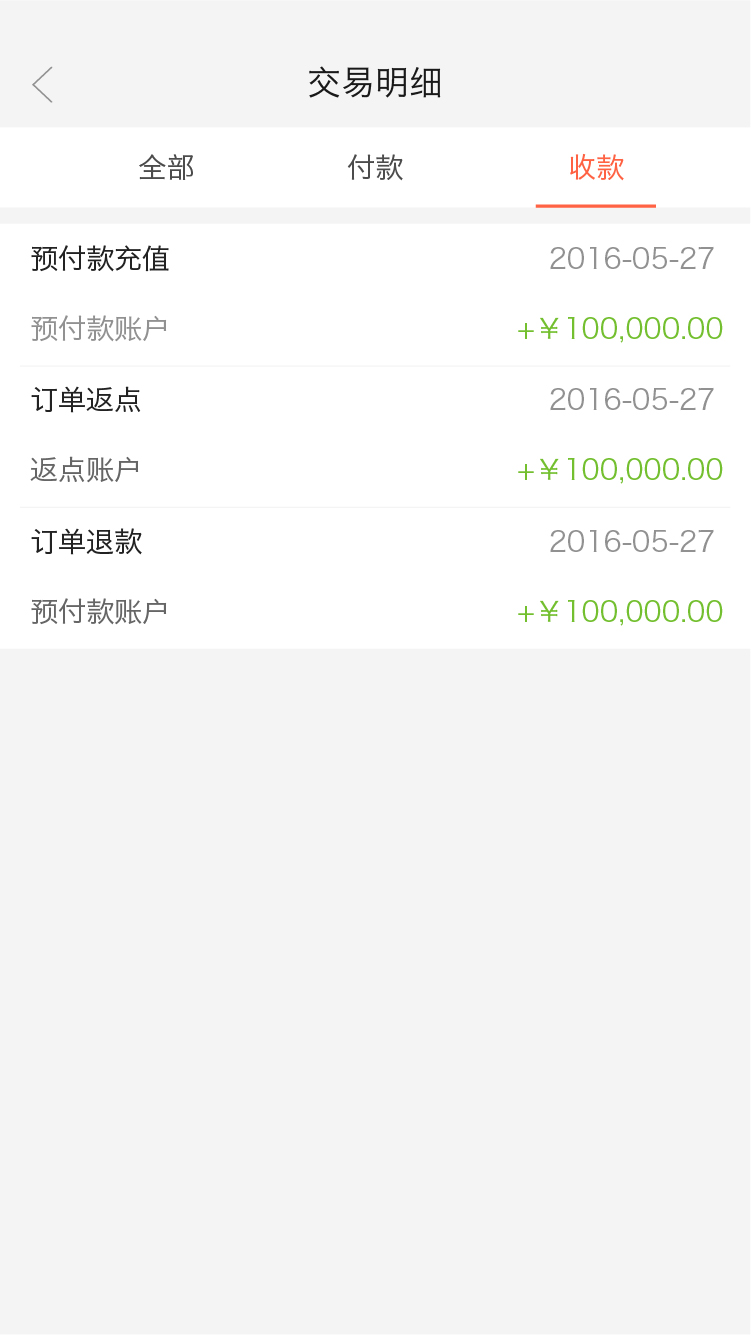 交易明细
全部 付款 收款
预付款充值 2016-05-27
预付款账户 +￥100,000.00
订单返点 2016-05-27
返点账户 +￥100,000.00
订单退款 2016-05-27
预付款账户 +￥100,000.00